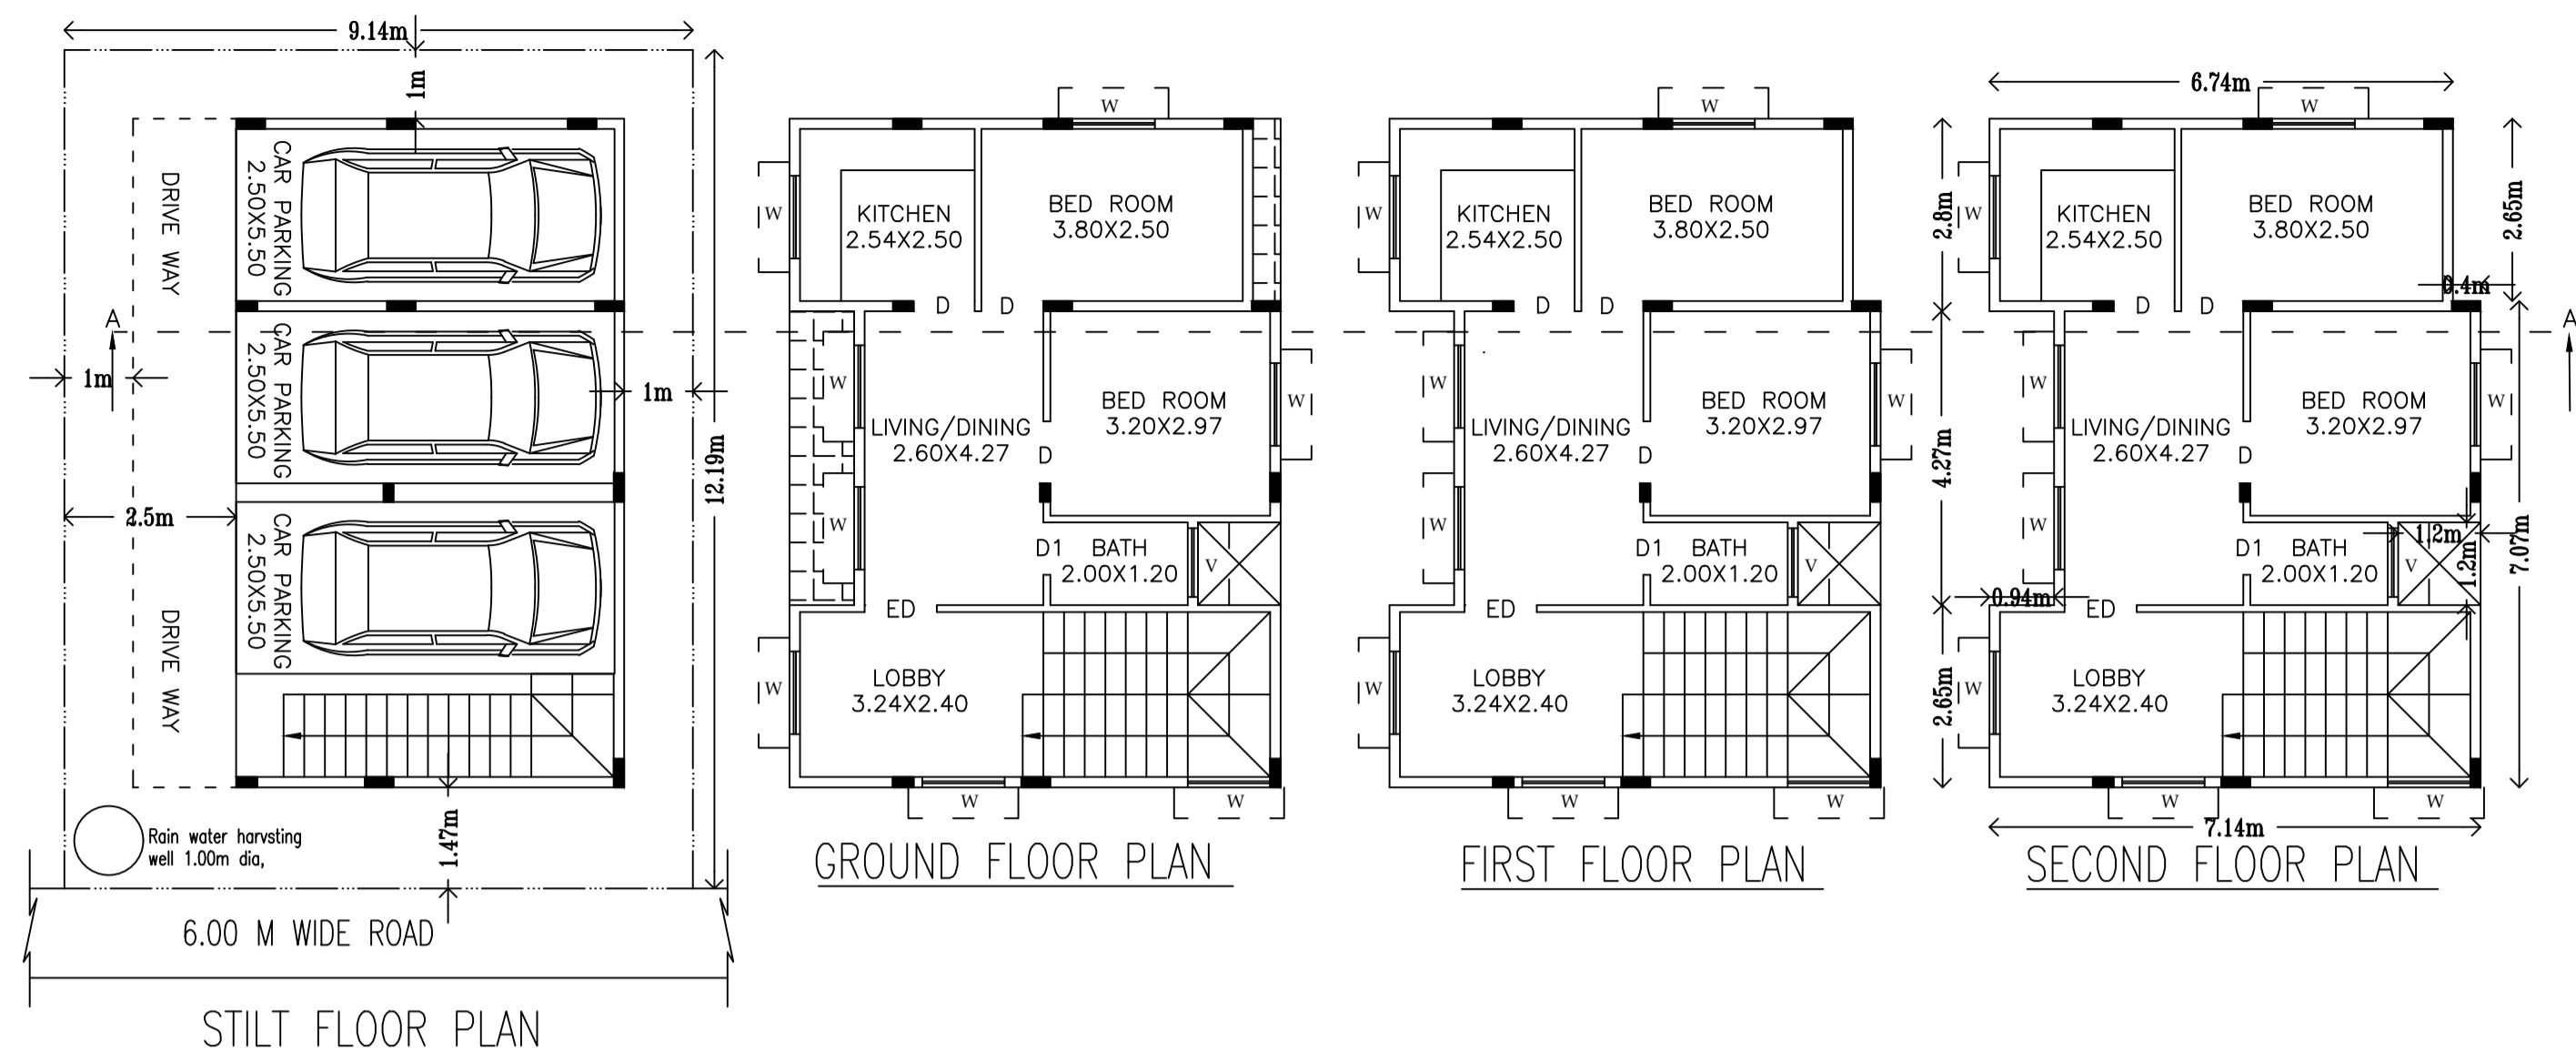 9.14m
1m
CAR PARKING
2.50X5.50
DRIVE WAY
CAR PARKING
2.50X5.50
A
1m
1m
12.19m
2.5m
CAR PARKING
2.50X5.50
DRIVE WAY
Rain water harvsting
well 1.00m dia,
1.47m
6.00 M WIDE ROAD
STILT FLOOR PLAN
W
W
KITCHEN
2.54X2.50
BED ROOM
3.80X2.50
D
D
W
LIVING/DINING
2.60X4.27
BED ROOM
3.20X2.97
W
D
W
D1
BATH
2.00X1.20
V
ED
W
LOBBY
3.24X2.40
W
W
GROUND FLOOR PLAN
W
W
KITCHEN
2.54X2.50
BED ROOM
3.80X2.50
D
D
W
LIVING/DINING
2.60X4.27
BED ROOM
3.20X2.97
W
D
W
D1
BATH
2.00X1.20
V
ED
W
LOBBY
3.24X2.40
W
W
FIRST FLOOR PLAN
6.74m
W
2.8m
W
KITCHEN
2.54X2.50
BED ROOM
3.80X2.50
2.65m
0.4m
D
D
A
W
LIVING/DINING
2.60X4.27
BED ROOM
3.20X2.97
W
4.27m
D
W
D1
BATH
2.00X1.20
V
1.2m
1.2m
7.07m
0.94m
ED
2.65m
W
LOBBY
3.24X2.40
W
W
7.14m
SECOND FLOOR PLAN